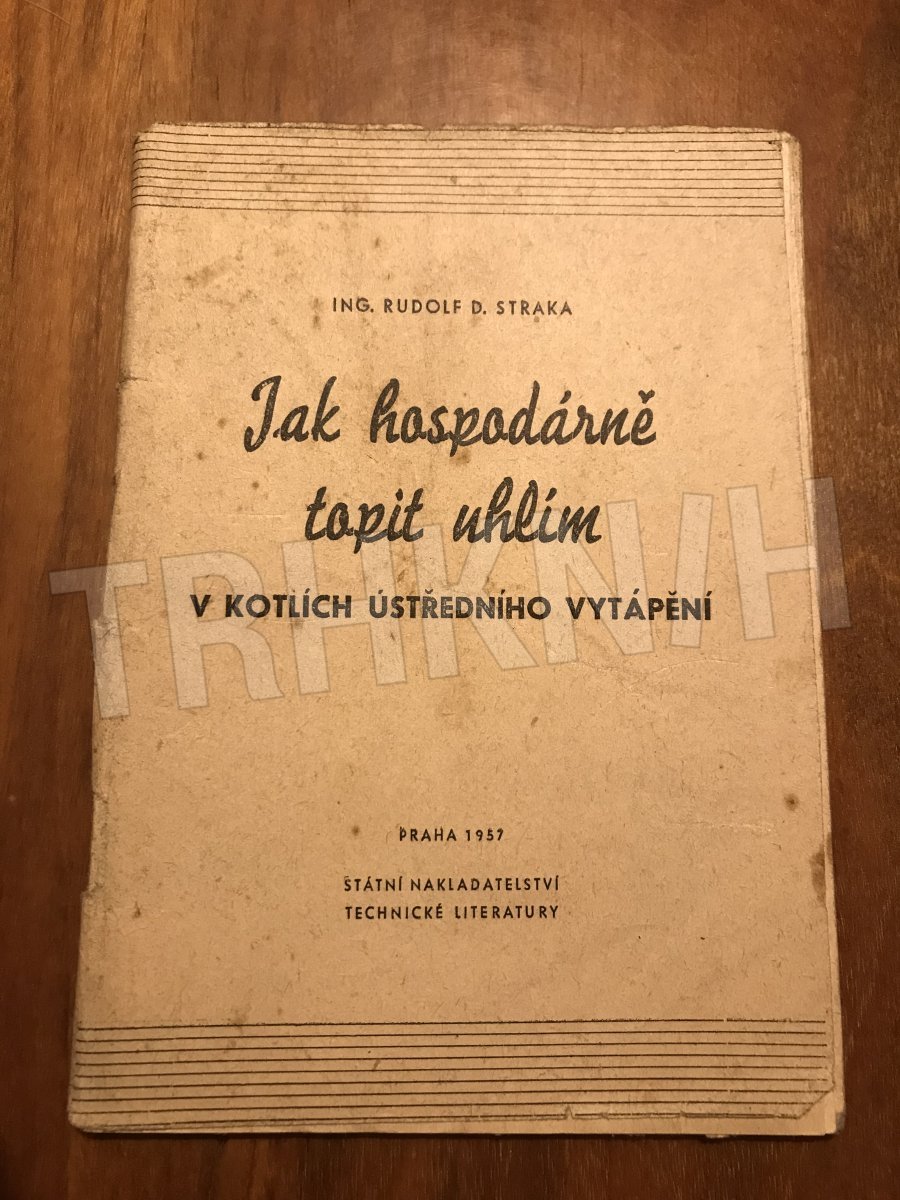 ING. RUDOLF D. STRAKA
Jak hospodárně
topit uhlím
V KOTLÍCH ÚSTŘEDNÍHO VYTÁPĚNÍ
TRHKNIH
PRAHA 1957
STÁTNÍ NAKLADATELSTVÍ
TECHNICKÉ LITERATURY